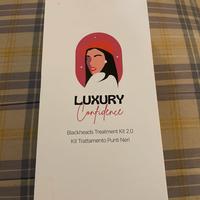 LUXURY
Confidence
Blackheads Treatment Kit 2.0
Kit Trattamento Punti Neri